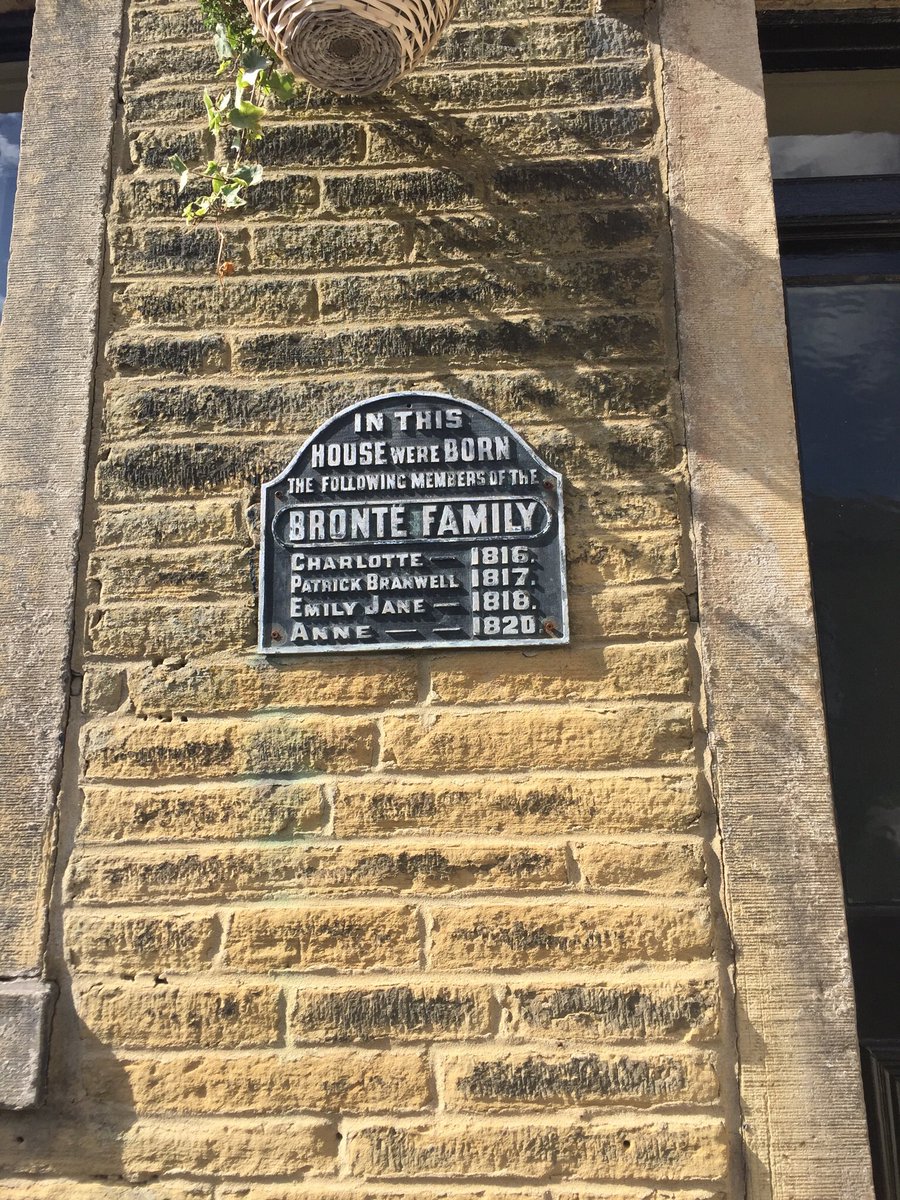 IN THIS
HOUSE WERE BORN
THE FOLLOWING MEMBERS OF THE
BRONTË FAMILY
CHARLOTTE — 1816.
PATRICK BRANWELL 1817.
EMILY JANE — 1818.
ANNE — — 1820